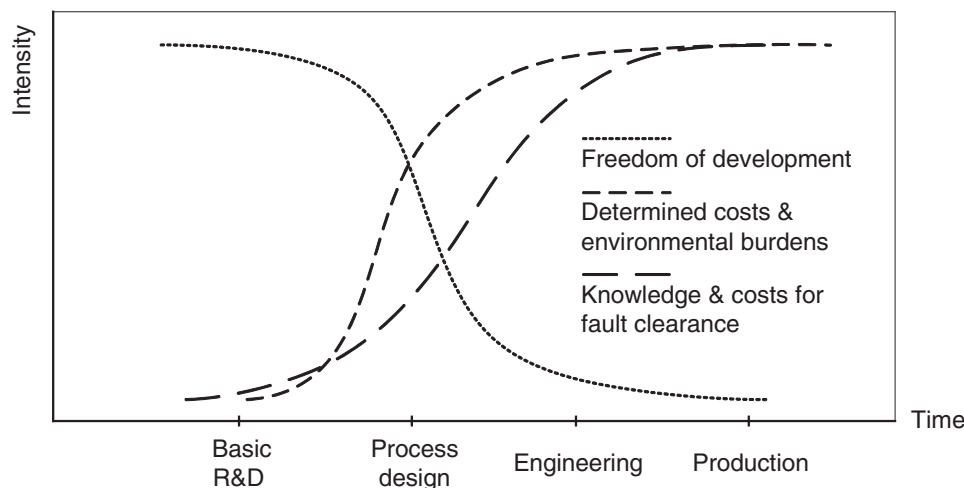 Intensity
Freedom of development
Determined costs &
environmental burdens
Knowledge & costs for
fault clearance
Time
Basic
R&D
Process
design
Engineering
Production